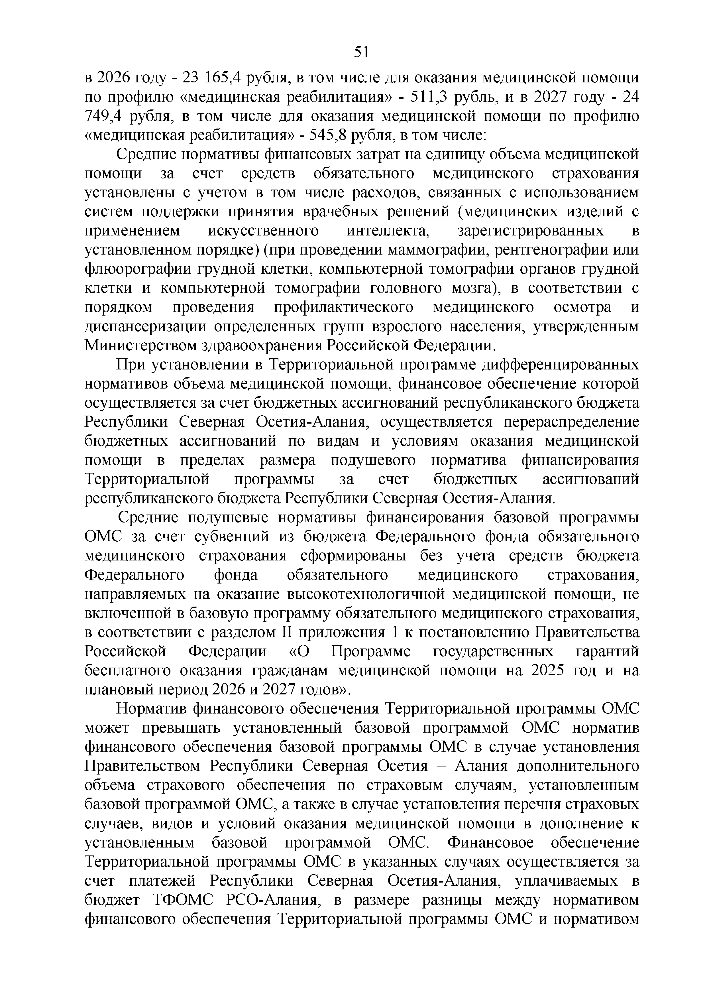 51
в 2026 году - 23 165,4 рубля, в том числе для оказания медицинской помощи
по профилю «медицинская реабилитация» - 511,3 рубль, и в 2027 году - 24
749,4 рубля, в том числе для оказания медицинской помощи по профилю
«медицинская реабилитация» - 545,8 рубля, в том числе:
Средние нормативы финансовых затрат на единицу объема медицинской
помощи за счет средств обязательного медицинского страхования
установлены с учетом в том числе расходов, связанных с использованием
систем поддержки принятия врачебных решений (медицинских изделий с
применением искусственного интеллекта, зарегистрированных в
установленном порядке) (при проведении маммографии, рентгенографии или
флюорографии грудной клетки, компьютерной томографии органов грудной
клетки и компьютерной томографии головного мозга), в соответствии с
порядком проведения профилактического медицинского осмотра и
диспансеризации определенных групп взрослого населения, утвержденным
Министерством здравоохранения Российской Федерации.
При установлении в Территориальной программе дифференцированных
нормативов объема медицинской помощи, финансовое обеспечение которой
осуществляется за счет бюджетных ассигнований республиканского бюджета
Республики Северная Осетия-Алания, осуществляется перераспределение
бюджетных ассигнований по видам и условиям оказания медицинской
помощи в пределах размера подушевого норматива финансирования
Территориальной программы за счет бюджетных ассигнований
республиканского бюджета Республики Северная Осетия-Алания.
Средние подушевые нормативы финансирования базовой программы
ОМС за счет субвенций из бюджета Федерального фонда обязательного
медицинского страхования сформированы без учета средств бюджета
Федерального фонда обязательного медицинского страхования,
направляемых на оказание высокотехнологичной медицинской помощи, не
включенной в базовую программу обязательного медицинского страхования,
в соответствии с разделом II приложения 1 к постановлению Правительства
Российской Федерации «О Программе государственных гарантий
бесплатного оказания гражданам медицинской помощи на 2025 год и на
плановый период 2026 и 2027 годов».
Норматив финансового обеспечения Территориальной программы ОМС
может превышать установленный базовой программой ОМС норматив
финансового обеспечения базовой программы ОМС в случае установления
Правительством Республики Северная Осетия – Алания дополнительного
объема страхового обеспечения по страховым случаям, установленным
базовой программой ОМС, а также в случае установления перечня страховых
случаев, видов и условий оказания медицинской помощи в дополнение к
установленным базовой программой ОМС. Финансовое обеспечение
Территориальной программы ОМС в указанных случаях осуществляется за
счет платежей Республики Северная Осетия-Алания, уплачиваемых в
бюджет ТФОМС РСО-Алания, в размере разницы между нормативом
финансового обеспечения Территориальной программы ОМС и нормативом